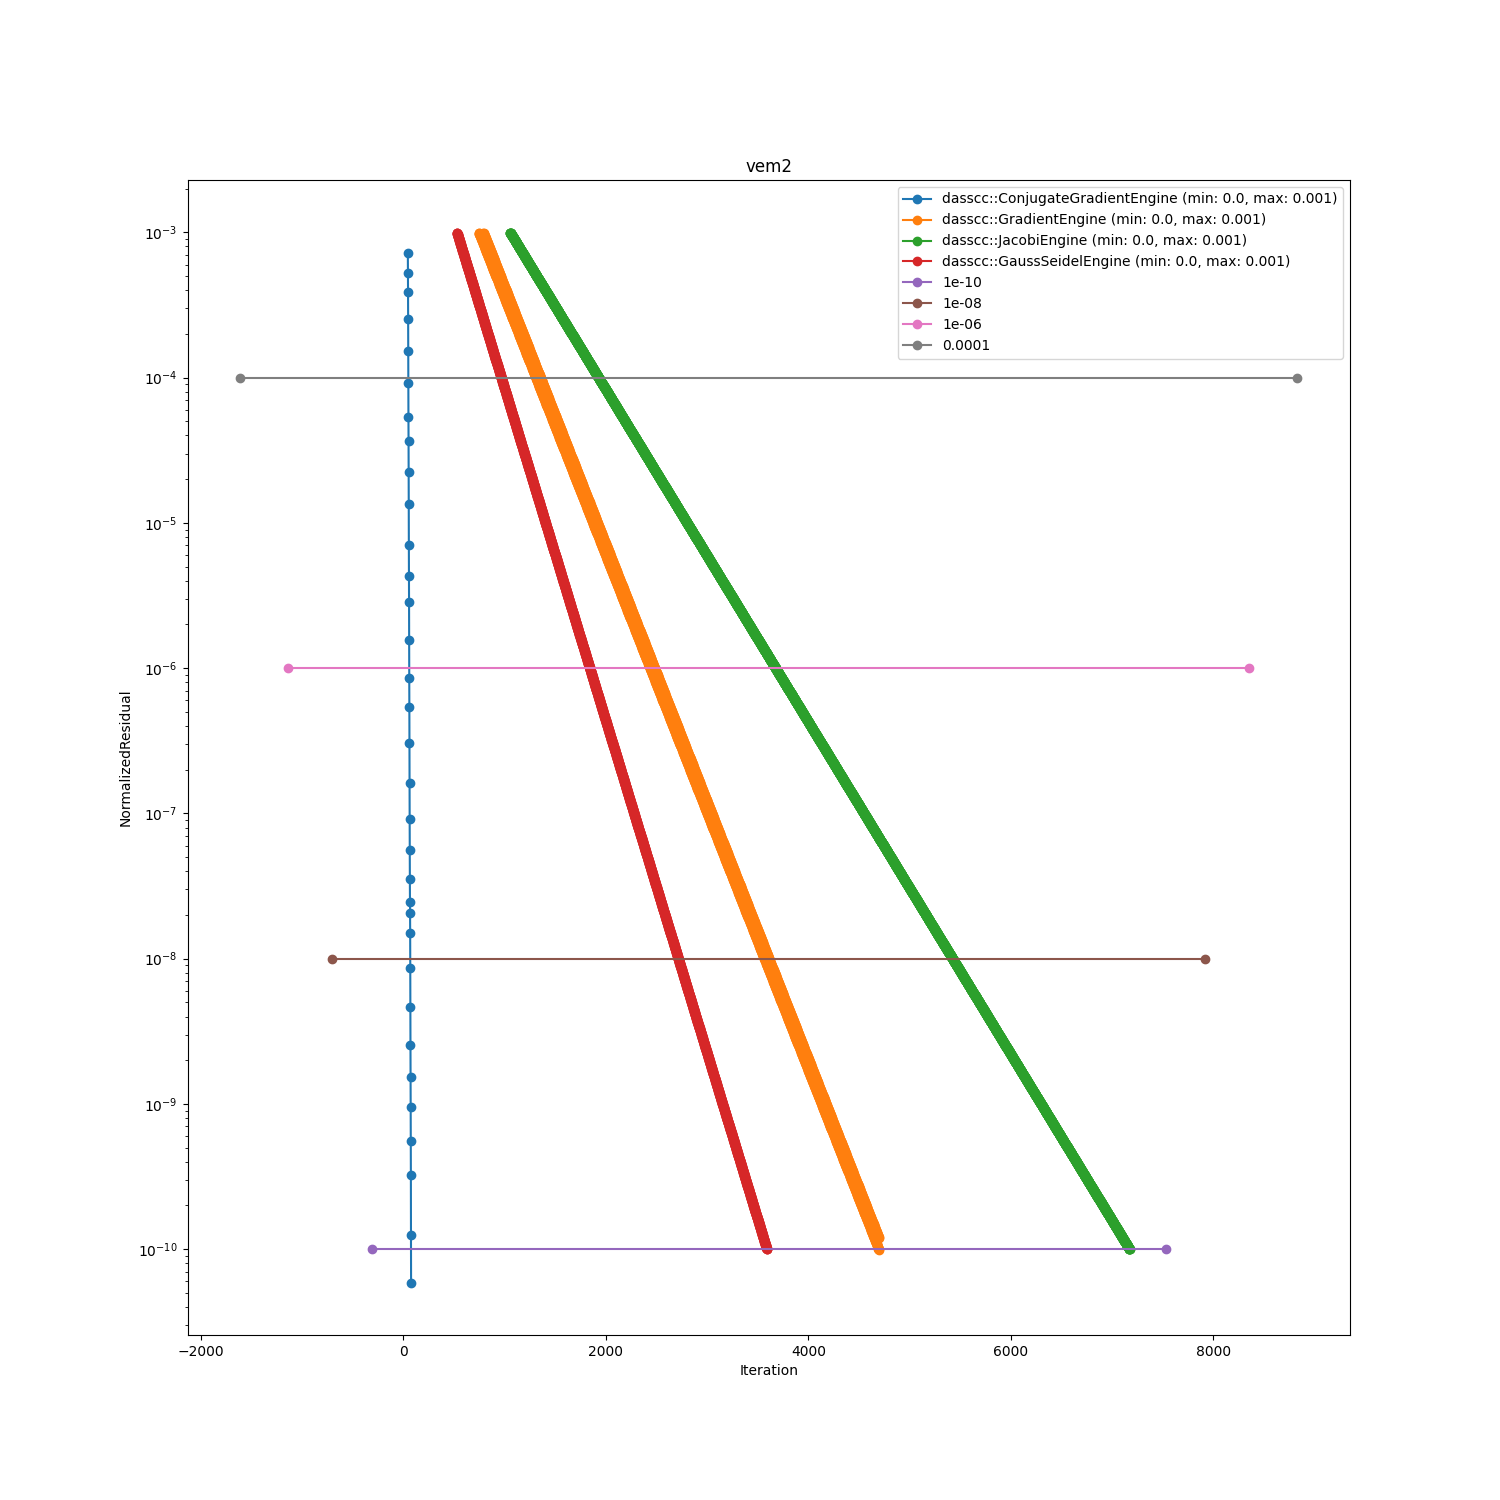 vem2
dasscc::ConjugateGradientEngine (min: 0.0, max: 0.001)
dasscc::GradientEngine (min: 0.0, max: 0.001)
dasscc::JacobiEngine (min: 0.0, max: 0.001)
dasscc::GaussSeidelEngine (min: 0.0, max: 0.001)
1e-10
1e-08
1e-06
0.0001
10⁻³
10⁻⁴
10⁻⁵
10⁻⁶
10⁻⁷
10⁻⁸
10⁻⁹
10⁻¹⁰
NormalizedResidual
−2000 0 2000 4000 6000 8000
Iteration